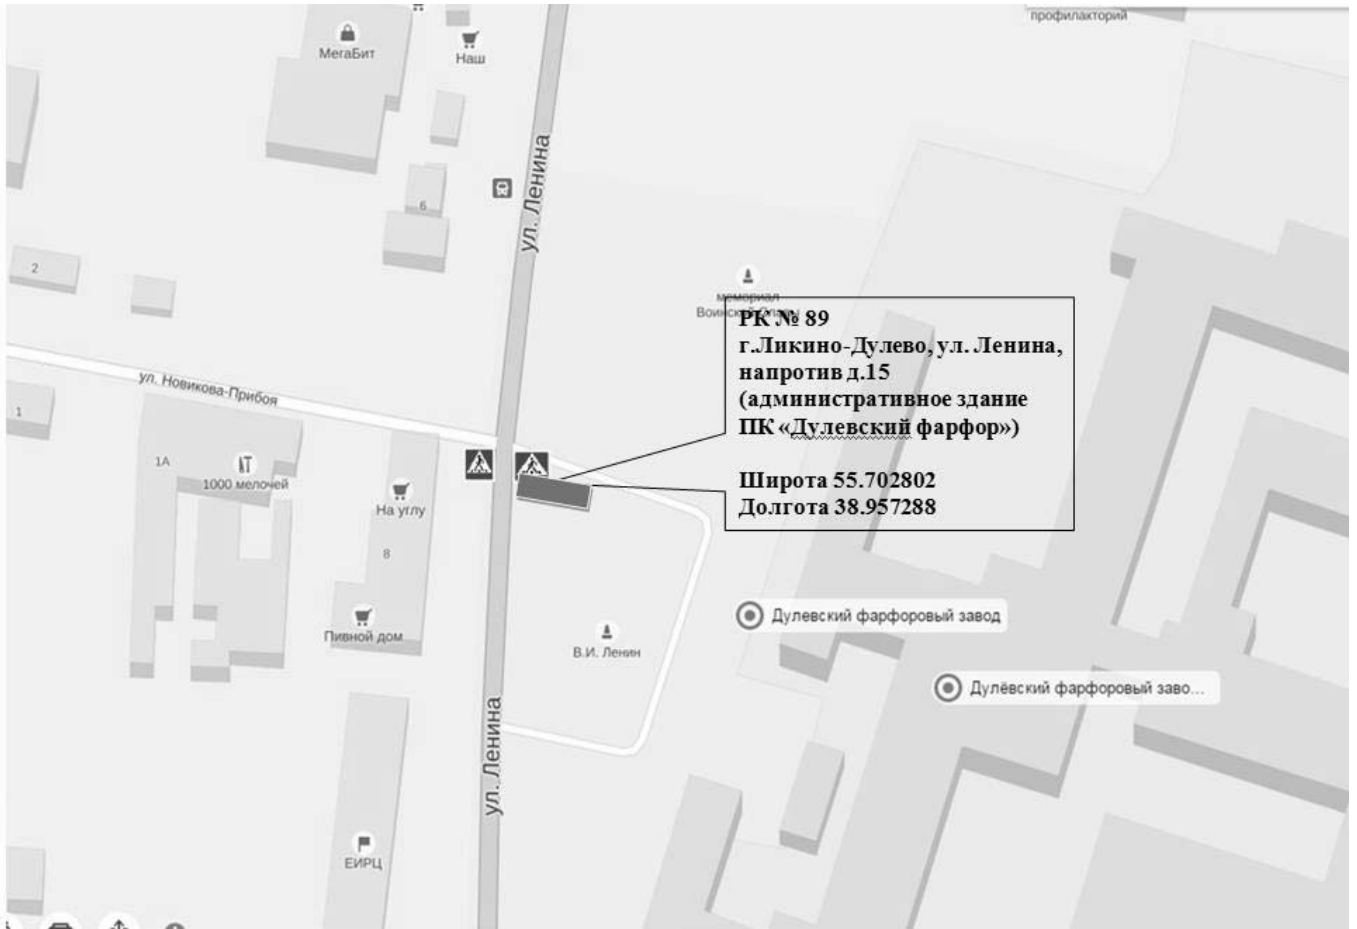 профилакторий
МегаБит
Наш
ул. Ленина
6
2
мемориал
Воинской Славы
РК № 89
г.Ликино-Дулево, ул. Ленина,
напротив д.15
(административное здание
ПК «Дулевский фарфор»)
Широта 55.702802
Долгота 38.957288
ул. Новикова-Прибоя
1
1А
1000 мелочей
На углу
8
Пивной дом
В.И. Ленин
Дулевский фарфоровый завод
Дулёвский фарфоровый заво...
ул. Ленина
ЕИРЦ